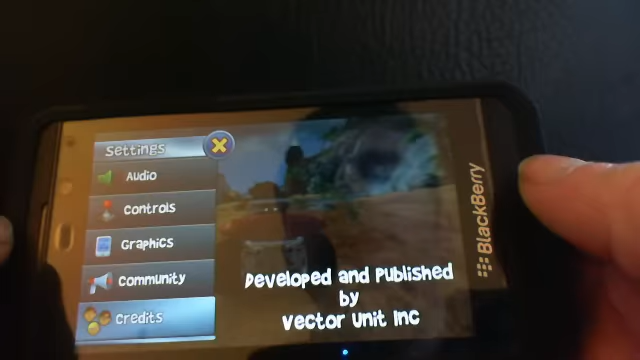 Settings
Audio
Controls
Graphics
Community
Credits
Developed and Published
by
Vector Unit Inc
BlackBerry